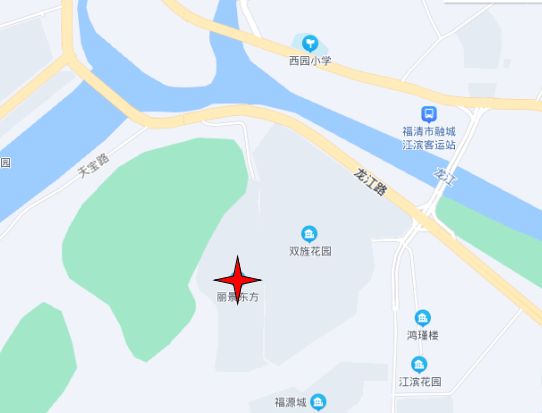 西园小学
福清市融城
江滨客运站
园
天宝路
龙江
龙江路
双旌花园
丽景东方
鸿瑾楼
江滨花园
福源城